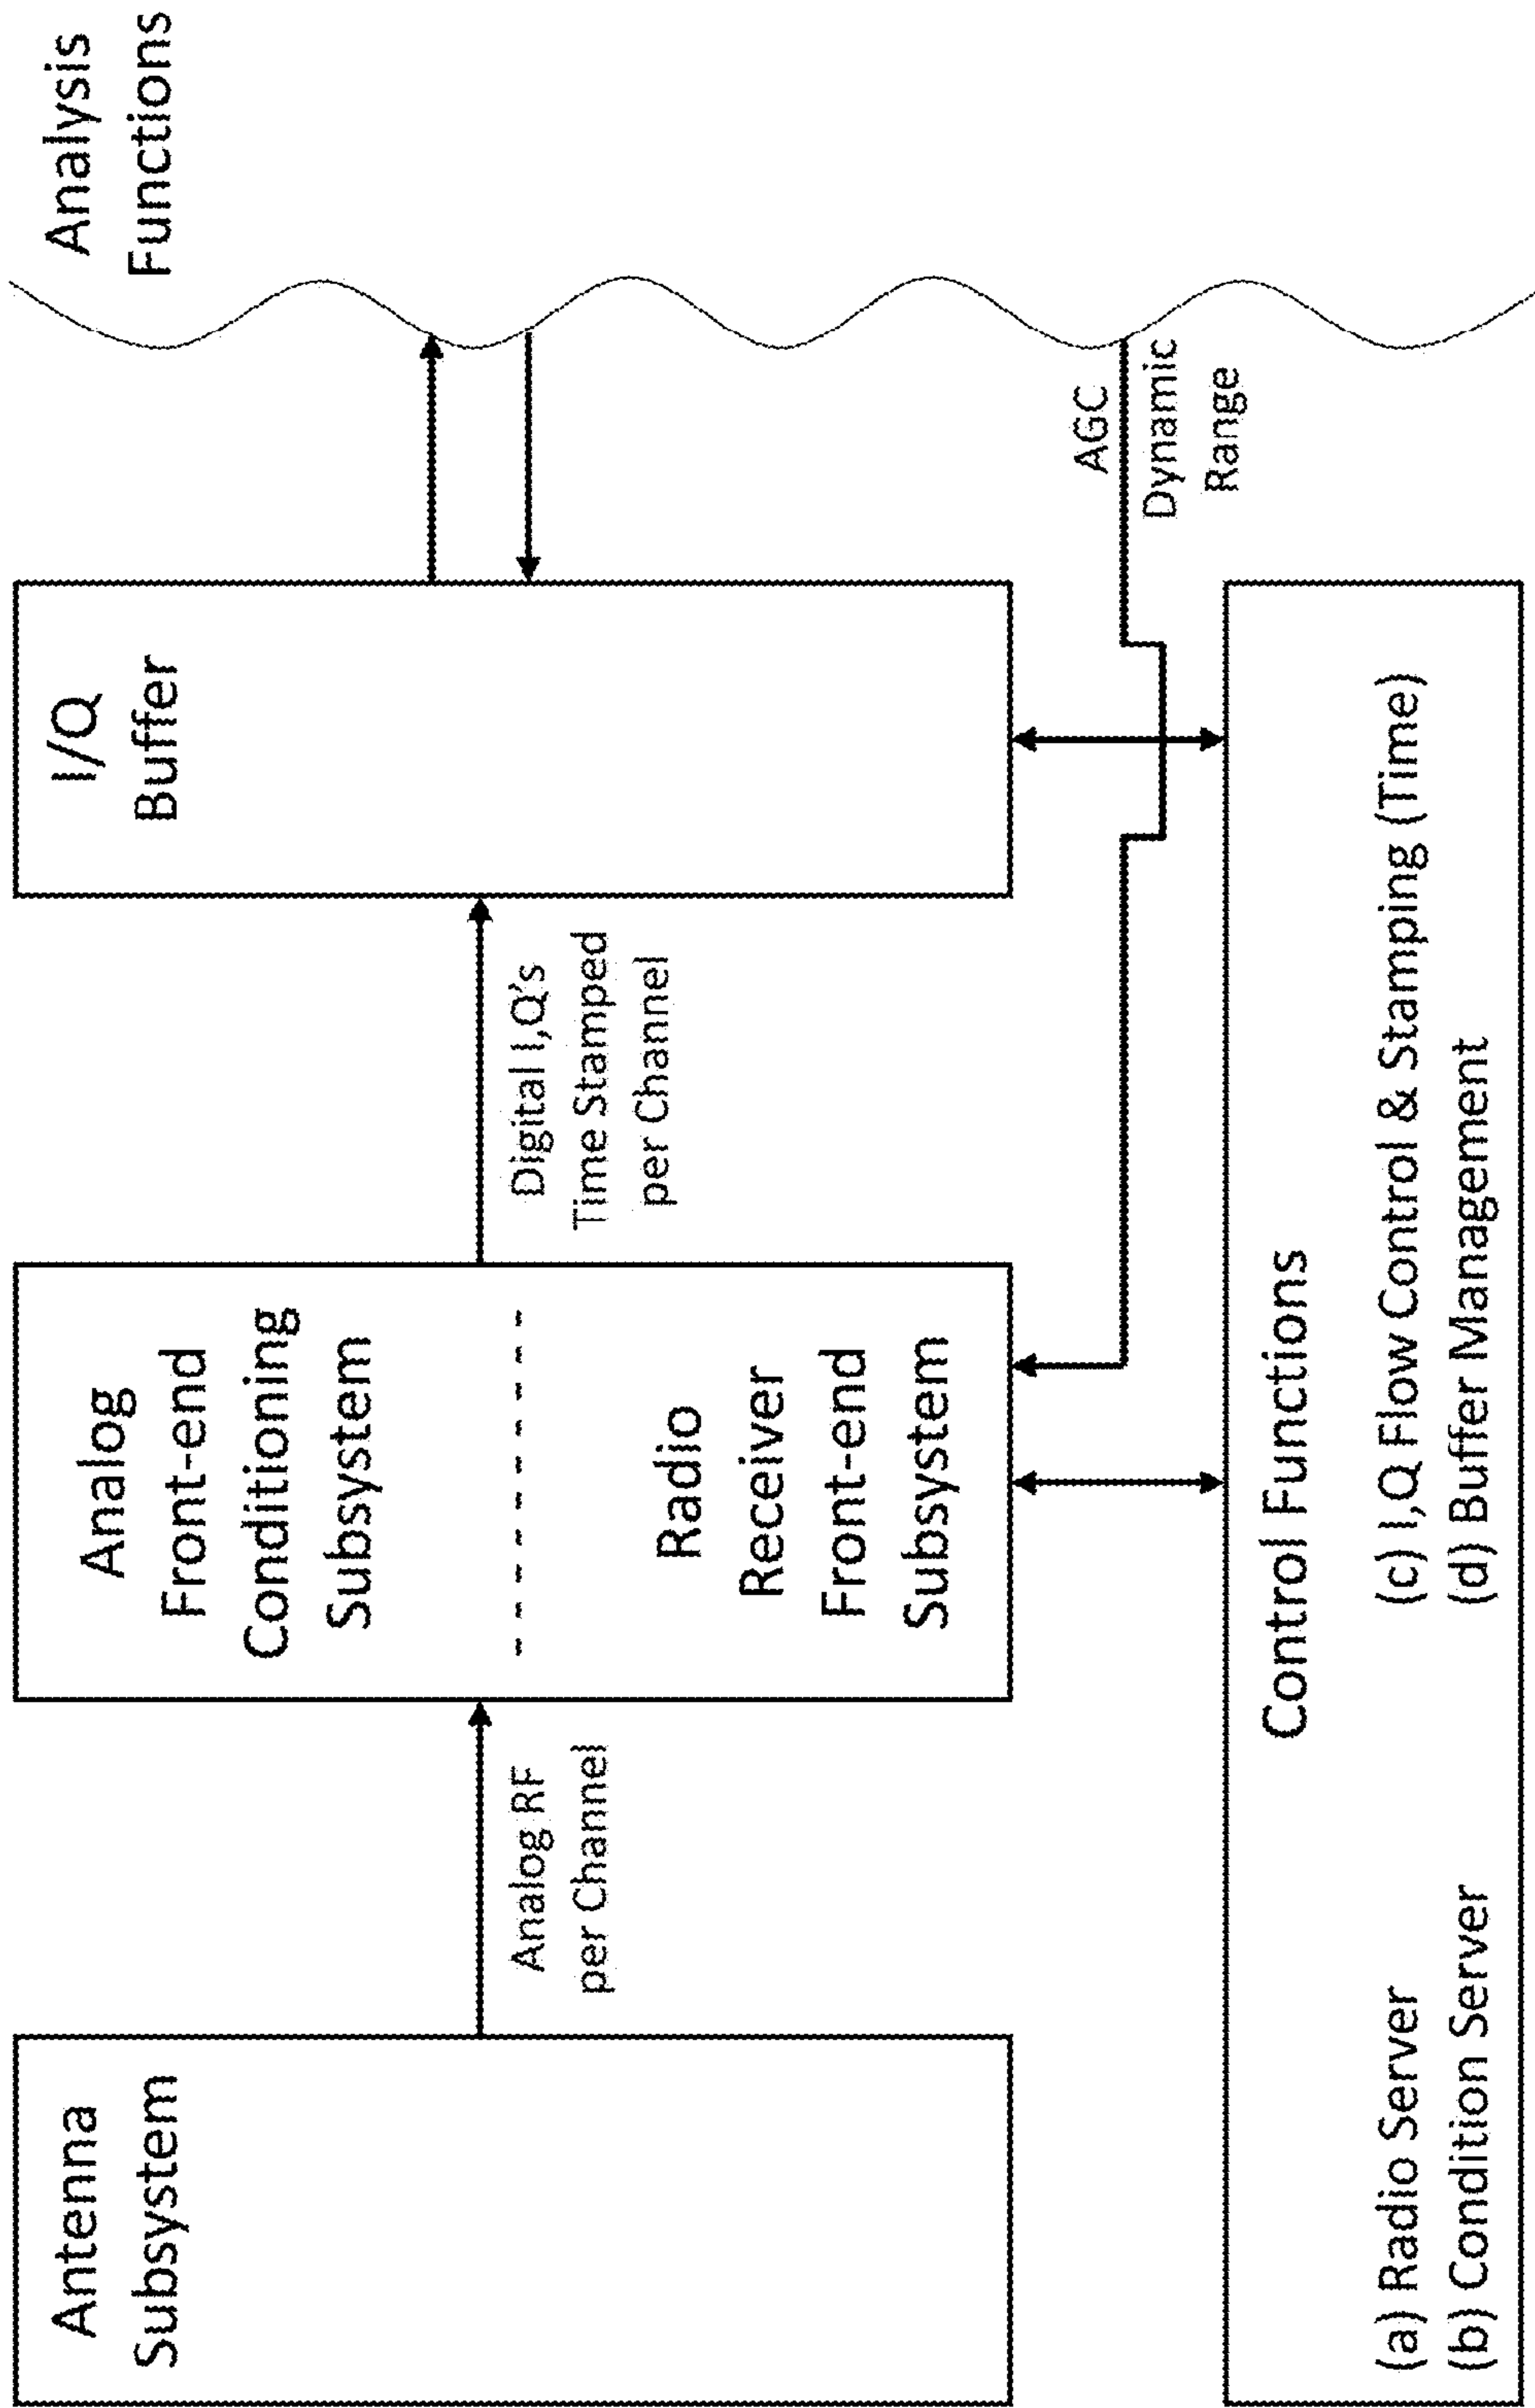 Antenna
Subsystem
Analog RF
per Channel
Analog
Front-end
Conditioning
Subsystem
Radio
Receiver
Front-end
Subsystem
Digital I,Q's
Time Stamped
per Channel
I/Q
Buffer
Analysis
Functions
AGC
Dynamic
Range
Control Functions
(a) Radio Server
(b) Condition Server
(c) I,Q Flow Control & Stamping (Time)
(d) Buffer Management